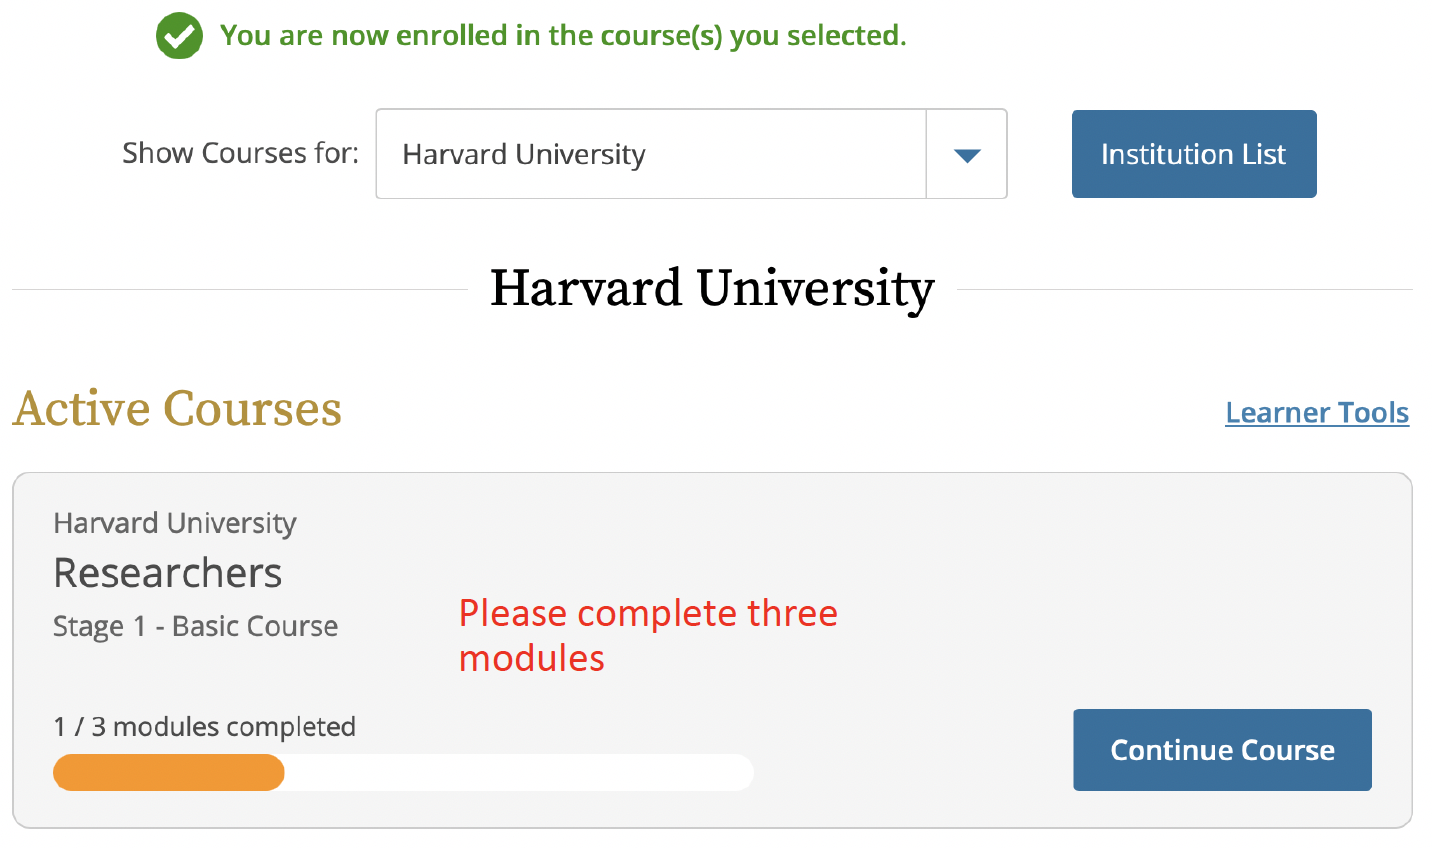 You are now enrolled in the course(s) you selected.
Show Courses for:
Harvard University
Institution List
Harvard University
Active Courses
Learner Tools
Harvard University
Researchers
Stage 1 - Basic Course
Please complete three
modules
1 / 3 modules completed
Continue Course